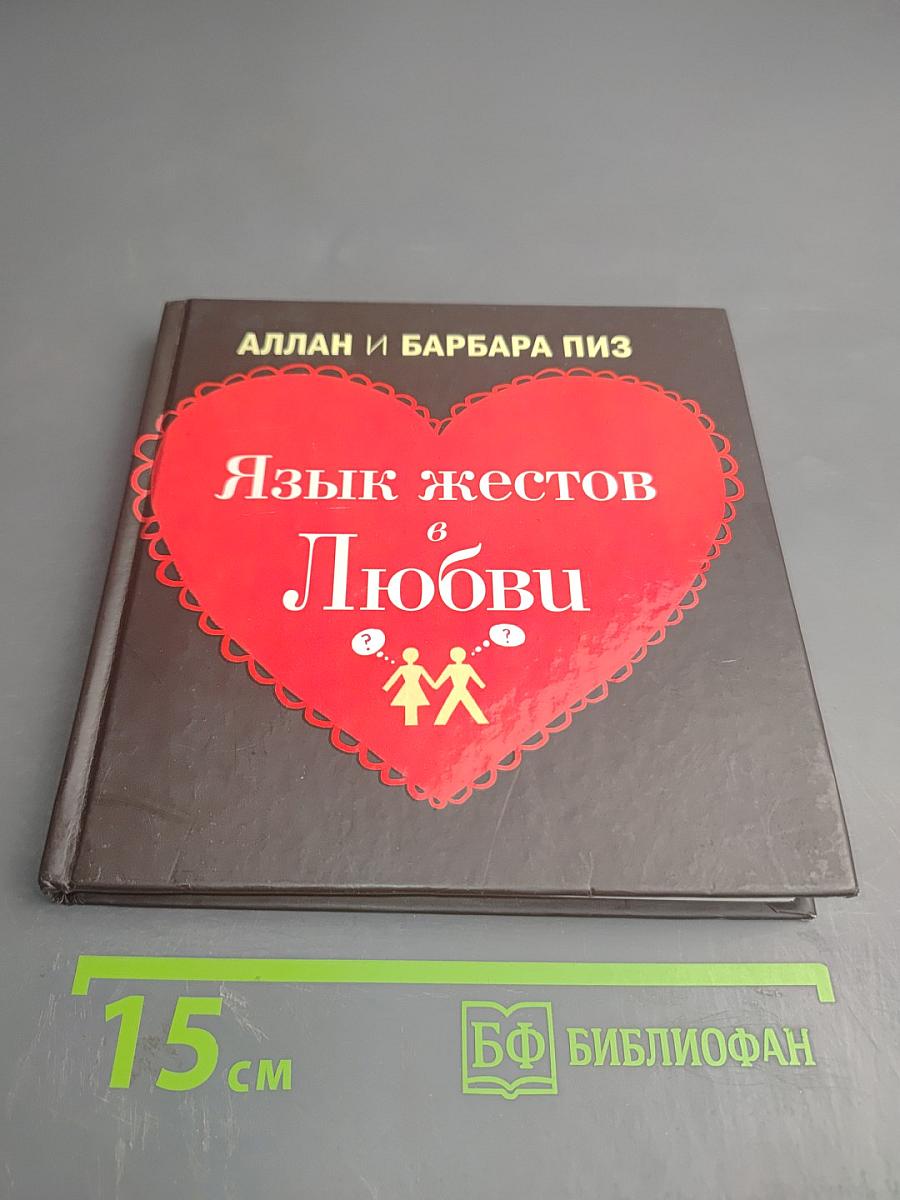 АЛЛАН И БАРБАРА ПИЗ
Язык жестов
в
Любви
? ?
15 см
БФ БИБЛИОФАН